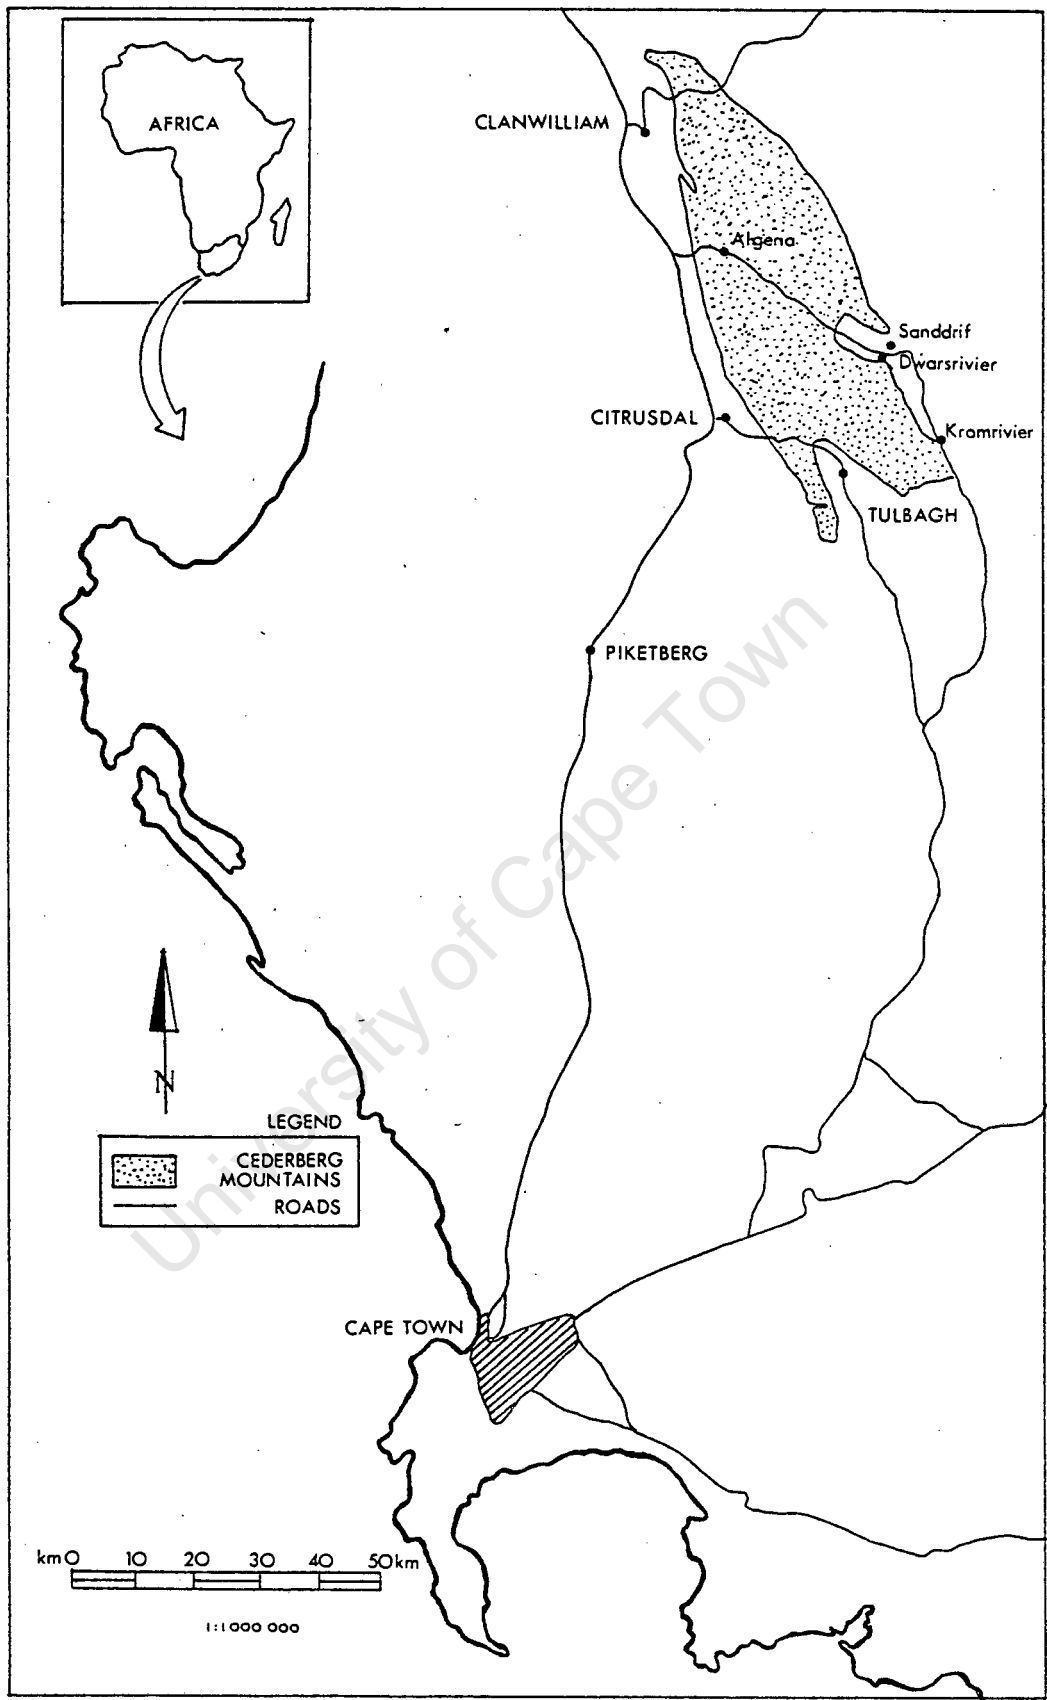 AFRICA
CLANWILLIAM
Algena
Sanddrif
Dwarsrivier
CITRUSDAL
Kromrivier
TULBAGH
PIKETBERG
University of Cape Town
N
LEGEND
CEDERBERG
MOUNTAINS
ROADS
CAPE TOWN
km 0 10 20 30 40 50 km
1:1 000 000